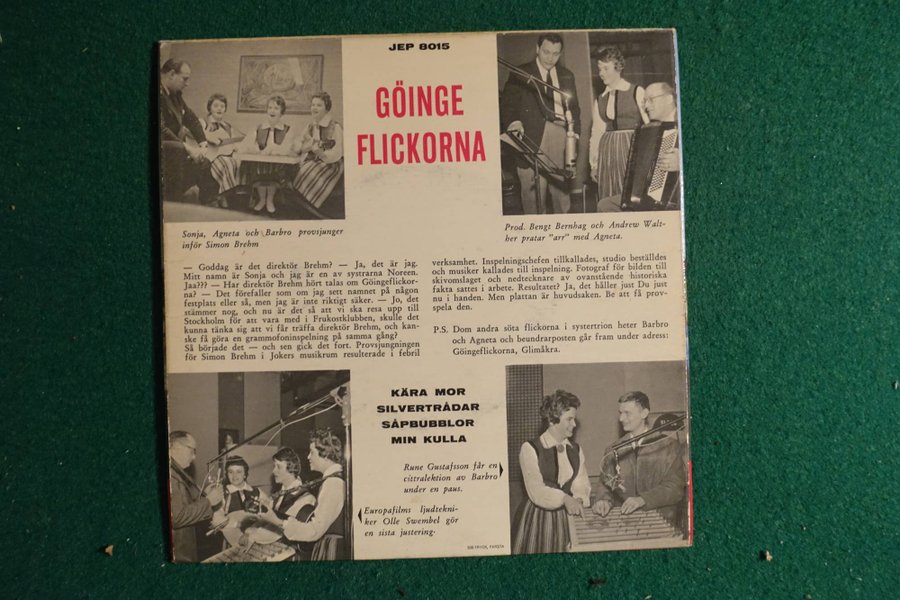 JEP 8015
GÖINGE
FLICKORNA
Sonja, Agneta och Barbro provsjunger
inför Simon Brehm
Prod. Bengt Bernhag och Andrew Walt-
her pratar "arr" med Agneta.
— Goddag är det direktör Brehm? — Ja, det är jag.
Mitt namn är Sonja och jag är en av systrarna Noreen.
Jaa??? — Har direktör Brehm hört talas om Göingeflickor-
na? — Det förefaller som om jag sett namnet på någon
festplats eller så, men jag är inte riktigt säker. — Jo, det
stämmer nog, och nu är det så att vi ska resa upp till
Stockholm för att vara med i Frukostklubben, skulle det
kunna tänka sig att vi får träffa direktör Brehm, och kan-
ske få göra en grammofoninspelning på samma gång?
Så började det — och sen gick det fort. Provsjungningen
för Simon Brehm i Jokers musikrum resulterade i febril
verksamhet. Inspelningschefen tillkallades, studio beställdes
och musiker kallades till inspelning. Fotograf för bilden till
skivomslaget och nedtecknare av ovanstående historiska
fakta sattes i arbete. Resultatet? Ja, det håller just Du just
nu i handen. Men plattan är huvudsaken. Be att få prov-
spela den.
P.S. Dom andra söta flickorna i systertrion heter Barbro
och Agneta och beundrarposten går fram under adress:
Göingeflickorna, Glimåkra.
KÄRA MOR
SILVERTRÅDAR
SÅPBUBBLOR
MIN KULLA
Rune Gustafsson får en
cittralektion av Barbro
under en paus.
Europafilms ljudtekni-
ker Olle Swembel gör
en sista justering.